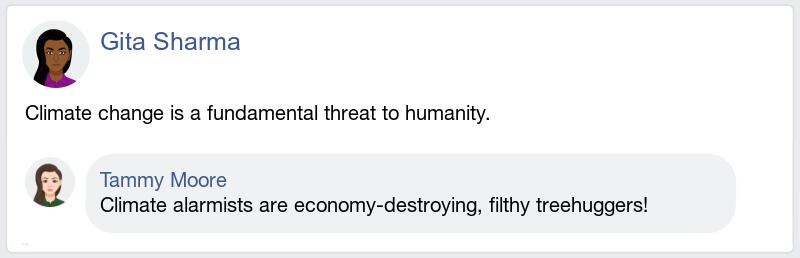 Gita Sharma
Climate change is a fundamental threat to humanity.
Tammy Moore
Climate alarmists are economy-destroying, filthy treehuggers!